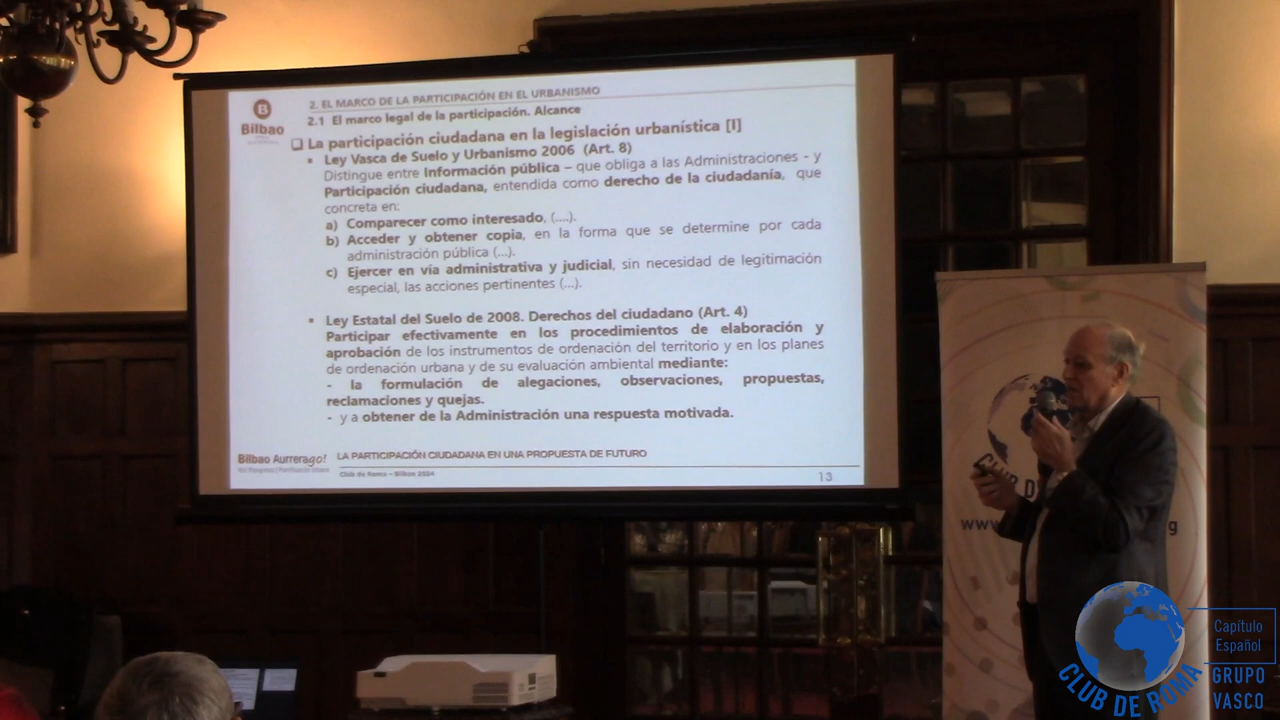 Bilbao
2. EL MARCO DE LA PARTICIPACIÓN EN EL URBANISMO
2.1 El marco legal de la participación. Alcance
❑ La participación ciudadana en la legislación urbanística [I]
▪ Ley Vasca de Suelo y Urbanismo 2006 (Art. 8)
Distingue entre Información pública – que obliga a las Administraciones - y
Participación ciudadana, entendida como derecho de la ciudadanía, que
concreta en:
a) Comparecer como interesado, (....).
b) Acceder y obtener copia, en la forma que se determine por cada
administración pública (...).
c) Ejercer en vía administrativa y judicial, sin necesidad de legitimación
especial, las acciones pertinentes (...).
▪ Ley Estatal del Suelo de 2008. Derechos del ciudadano (Art. 4)
Participar efectivamente en los procedimientos de elaboración y
aprobación de los instrumentos de ordenación del territorio y en los planes
de ordenación urbana y de su evaluación ambiental mediante:
- la formulación de alegaciones, observaciones, propuestas,
reclamaciones y quejas.
- y a obtener de la Administración una respuesta motivada.
Bilbao Aurrerago!
LA PARTICIPACIÓN CIUDADANA EN UNA PROPUESTA DE FUTURO
Club de Roma – Bilbao 2024
13
CLUB D
www
g
CLUB DE ROMA
Capítulo
Español
GRUPO
VASCO